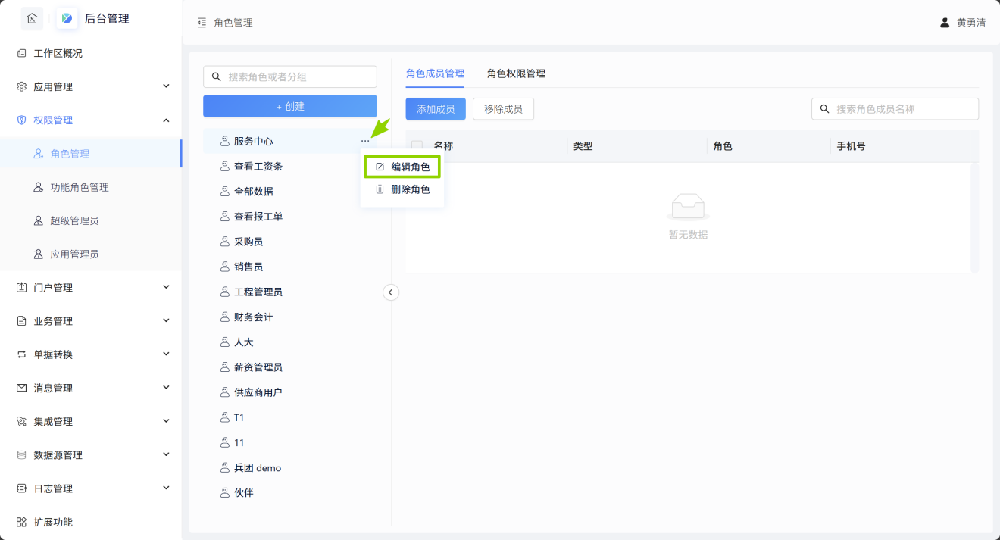 后台管理
角色管理
黄勇清
工作区概况
应用管理
权限管理
角色管理
功能角色管理
超级管理员
应用管理员
门户管理
业务管理
单据转换
消息管理
集成管理
数据源管理
日志管理
扩展功能
搜索角色或者分组
+ 创建
服务中心 ...
查看工资条
全部数据
查看报工单
采购员
销售员
工程管理员
财务会计
人大
薪资管理员
供应商用户
T1
11
兵团 demo
伙伴
编辑角色
删除角色
角色成员管理 角色权限管理
添加成员 移除成员 搜索角色成员名称
名称 类型 角色 手机号
暂无数据